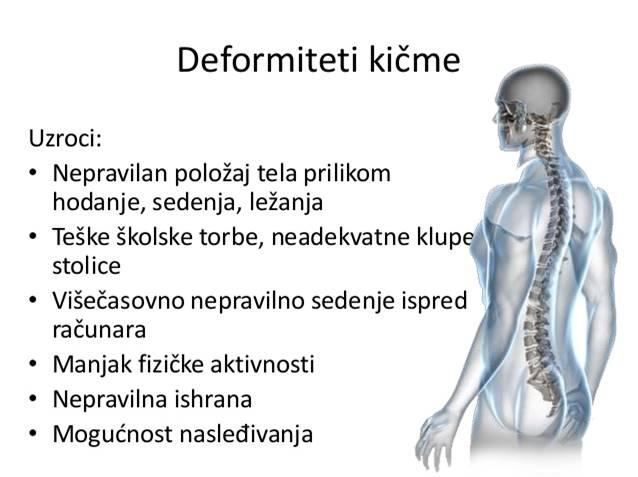 Deformiteti kičme
Uzroci:
• Nepravilan položaj tela prilikom
hodanje, sedenja, ležanja
• Teške školske torbe, neadekvatne klupe
stolice
• Višečasovno nepravilno sedenje ispred
računara
• Manjak fizičke aktivnosti
• Nepravilna ishrana
• Mogućnost nasleđivanja